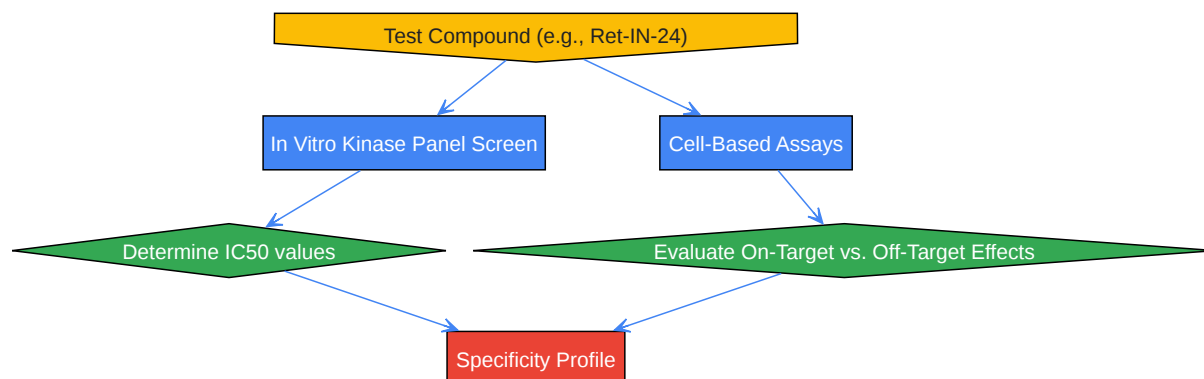 Test Compound (e.g., Ret-IN-24)
In Vitro Kinase Panel Screen
Cell-Based Assays
Determine IC50 values
Evaluate On-Target vs. Off-Target Effects
Specificity Profile